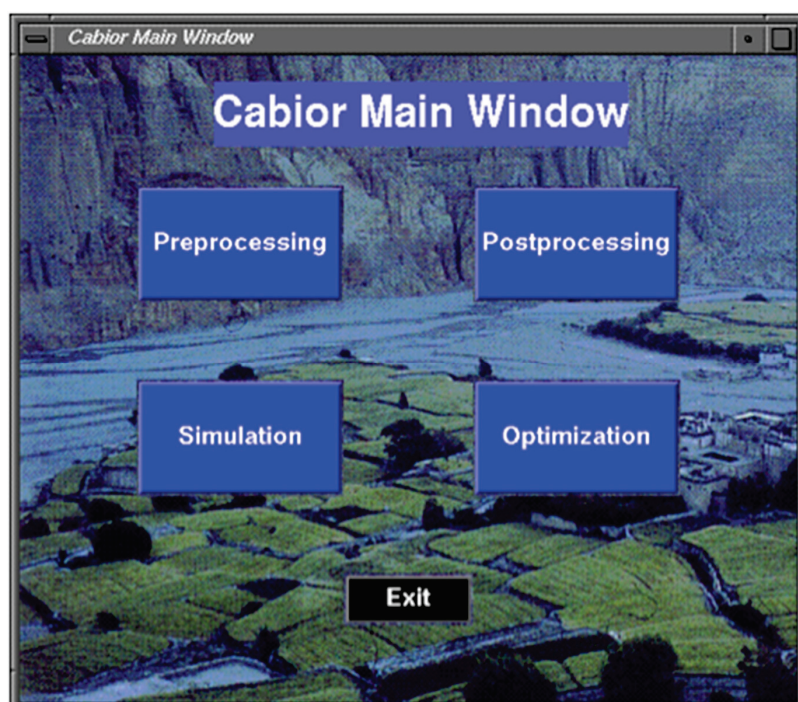 Cabior Main Window
Cabior Main Window
Preprocessing
Postprocessing
Simulation
Optimization
Exit